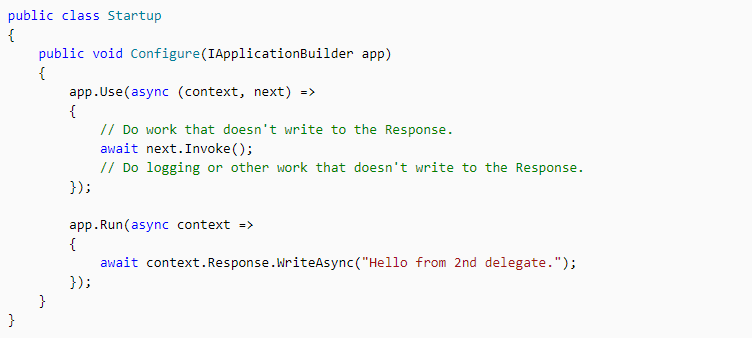 public class Startup
{
    public void Configure(IApplicationBuilder app)
    {
        app.Use(async (context, next) =>
        {
            // Do work that doesn't write to the Response.
            await next.Invoke();
            // Do logging or other work that doesn't write to the Response.
        });

        app.Run(async context =>
        {
            await context.Response.WriteAsync("Hello from 2nd delegate.");
        });
    }
}